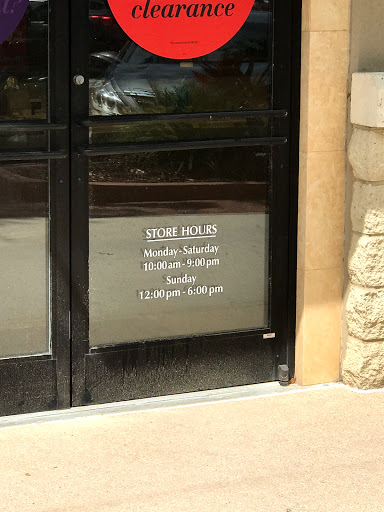 clearance
STORE HOURS
Monday-Saturday
10:00 am - 9:00 pm
Sunday
12:00 pm - 6:00 pm